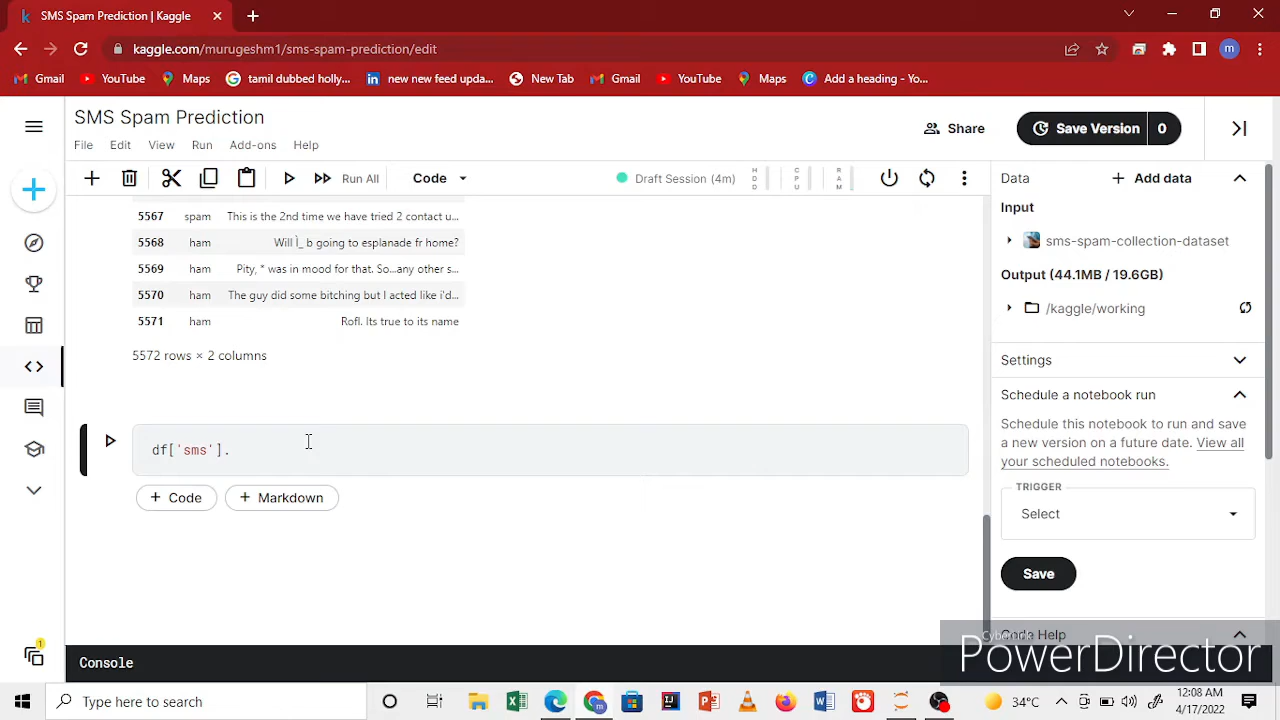 SMS Spam Prediction | Kaggle
kaggle.com/murugeshm1/sms-spam-prediction/edit
m
Gmail
YouTube
Maps
tamil dubbed holly...
new new feed upda...
New Tab
Gmail
YouTube
Maps
Add a heading - Yo...
SMS Spam Prediction
Share
Save Version
0
File
Edit
View
Run
Add-ons
Help
Run All
Code
Draft Session (4m)
HDD
CPU
RAM
Data
+ Add data
Input
sms-spam-collection-dataset
Output (44.1MB / 19.6GB)
/kaggle/working
Settings
Schedule a notebook run
Schedule this notebook to run and save
a new version on a future date. View all
your scheduled notebooks.
TRIGGER
Select
Save
Code Help
5567 spam This is the 2nd time we have tried 2 contact u...
5568 ham Will Ì_ b going to esplanade fr home?
5569 ham Pity, * was in mood for that. So...any other s...
5570 ham The guy did some bitching but I acted like i'd...
5571 ham Rofl. Its true to its name
5572 rows × 2 columns
df['sms'].
+ Code
+ Markdown
Console
CyberLink
PowerDirector
1
Type here to search
34°C
12:08 AM
4/17/2022